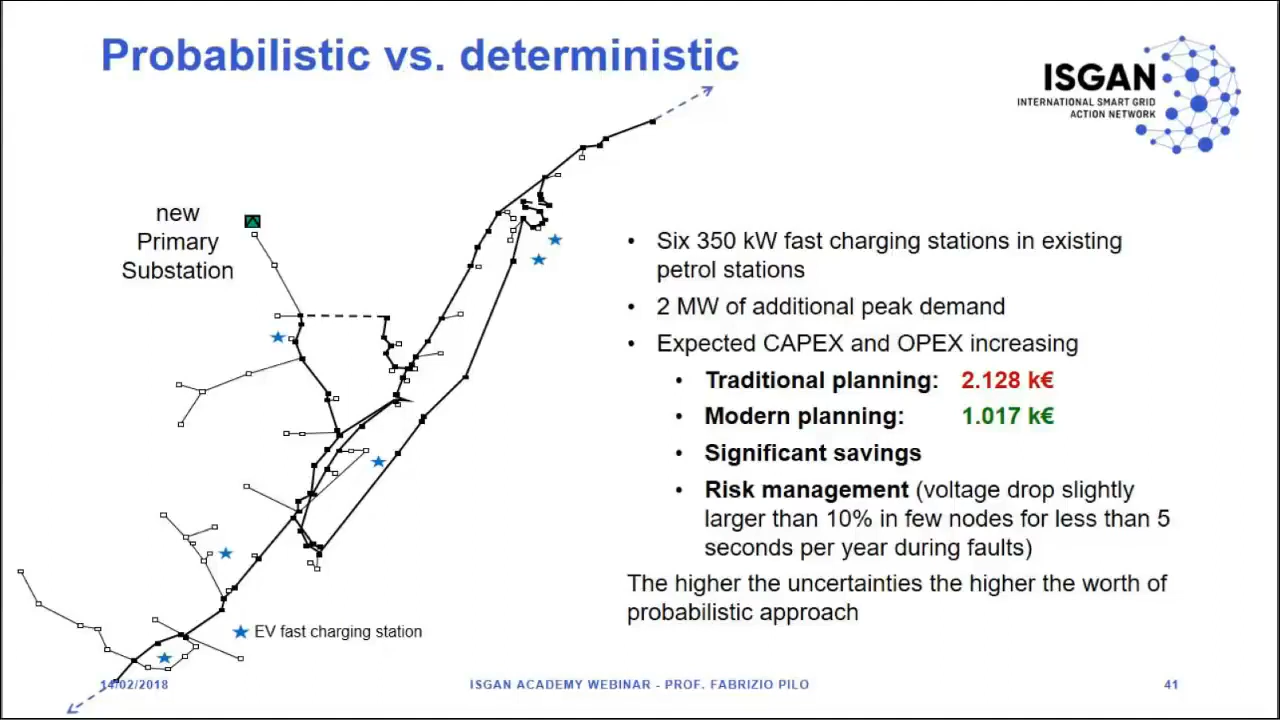 Probabilistic vs. deterministic
ISGAN
INTERNATIONAL SMART GRID
ACTION NETWORK
new
Primary
Substation
• Six 350 kW fast charging stations in existing
petrol stations
• 2 MW of additional peak demand
• Expected CAPEX and OPEX increasing
• Traditional planning: 2.128 k€
• Modern planning: 1.017 k€
• Significant savings
• Risk management (voltage drop slightly
larger than 10% in few nodes for less than 5
seconds per year during faults)
The higher the uncertainties the higher the worth of
probabilistic approach
EV fast charging station
14/02/2018
ISGAN ACADEMY WEBINAR - PROF. FABRIZIO PILO
41